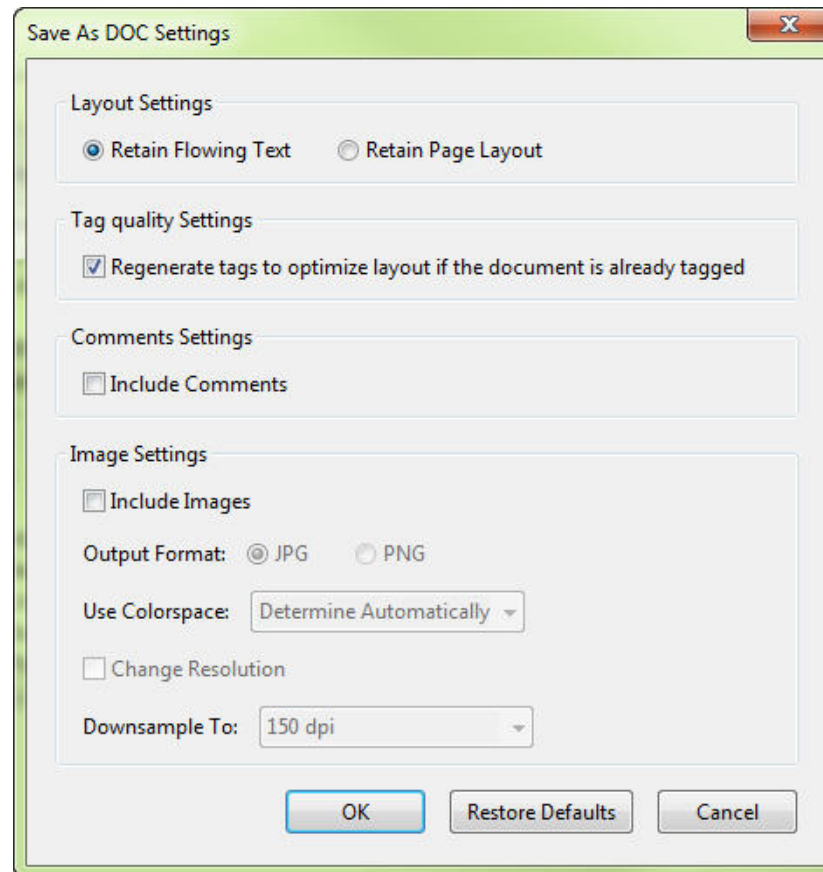 Save As DOC Settings
Layout Settings
Retain Flowing Text Retain Page Layout
Tag quality Settings
Regenerate tags to optimize layout if the document is already tagged
Comments Settings
Include Comments
Image Settings
Include Images
Output Format: JPG PNG
Use Colorspace: Determine Automatically
Change Resolution
Downsample To: 150 dpi
OK Restore Defaults Cancel